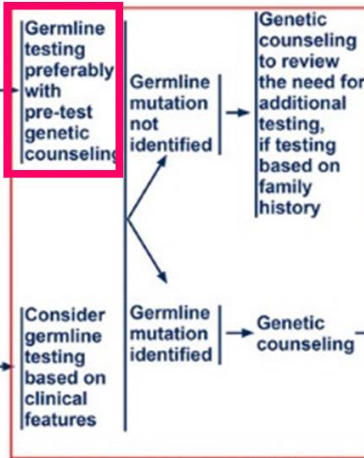 Germline
testing
preferably
with
pre-test
genetic
counseling
Germline
mutation
not
identified
Genetic
counseling
to review
the need for
additional
testing,
if testing
based on
family
history
Consider
germline
testing
based on
clinical
features
Germline
mutation
identified
Genetic
counseling